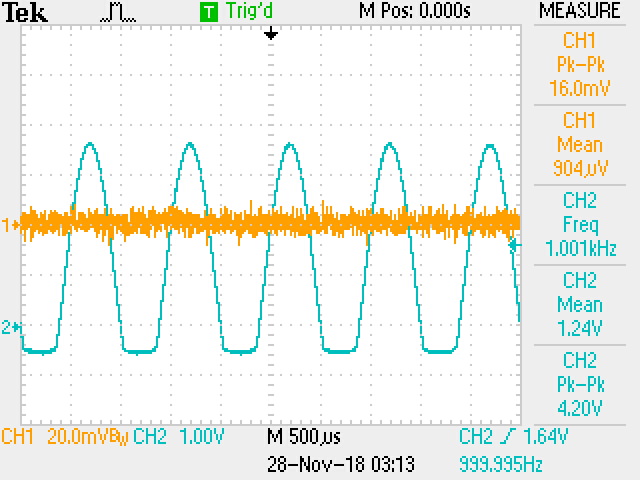 Tek T Trig'd M Pos: 0.000s MEASURE
CH1
Pk-Pk
16.0mV
CH1
Mean
904µV
CH2
Freq
1.001kHz
CH2
Mean
1.24V
CH2
Pk-Pk
4.20V
1
2
CH1 20.0mVBW CH2 1.00V M 500µs CH2 1.64V
28-Nov-18 03:13 999.995Hz